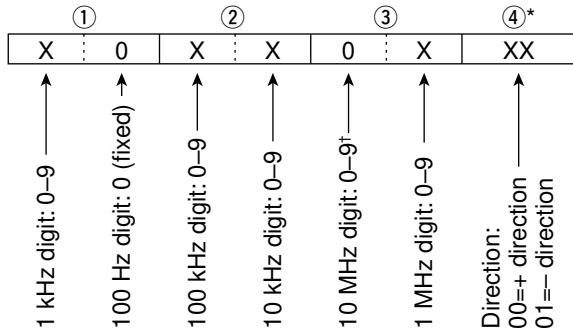 ① ② ③ ④*
X 0 X X 0 X XX
1 kHz digit: 0–9
100 Hz digit: 0 (fixed)
100 kHz digit: 0–9
10 kHz digit: 0–9
10 MHz digit: 0–9†
1 MHz digit: 0–9
Direction:
00=+ direction
01=– direction